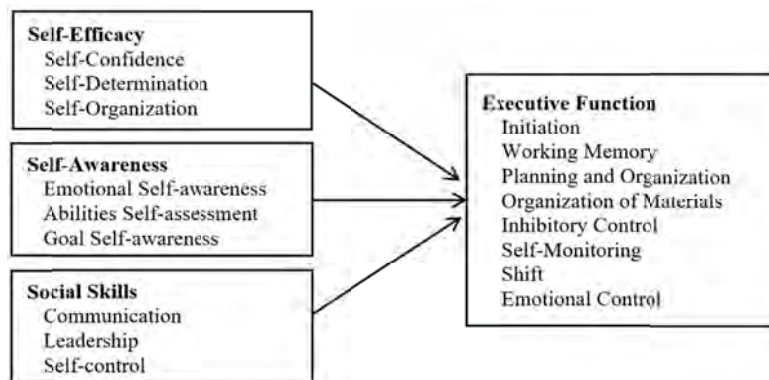 Self-Efficacy
Self-Confidence
Self-Determination
Self-Organization
Self-Awareness
Emotional Self-awareness
Abilities Self-assessment
Goal Self-awareness
Social Skills
Communication
Leadership
Self-control
Executive Function
Initiation
Working Memory
Planning and Organization
Organization of Materials
Inhibitory Control
Self-Monitoring
Shift
Emotional Control